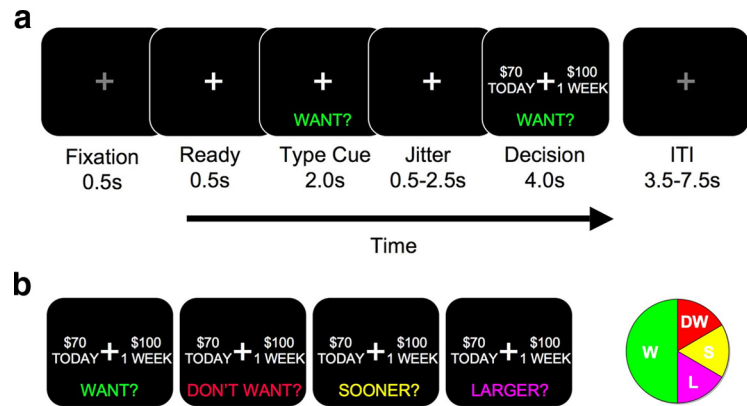 a
WANT?
$70 $100
TODAY 1 WEEK
WANT?
Fixation Ready Type Cue Jitter Decision ITI
0.5s 0.5s 2.0s 0.5-2.5s 4.0s 3.5-7.5s
Time
b
$70 $100 $70 $100 $70 $100 $70 $100
TODAY 1 WEEK TODAY 1 WEEK TODAY 1 WEEK TODAY 1 WEEK
WANT? DON'T WANT? SOONER? LARGER?
DW
W S
L